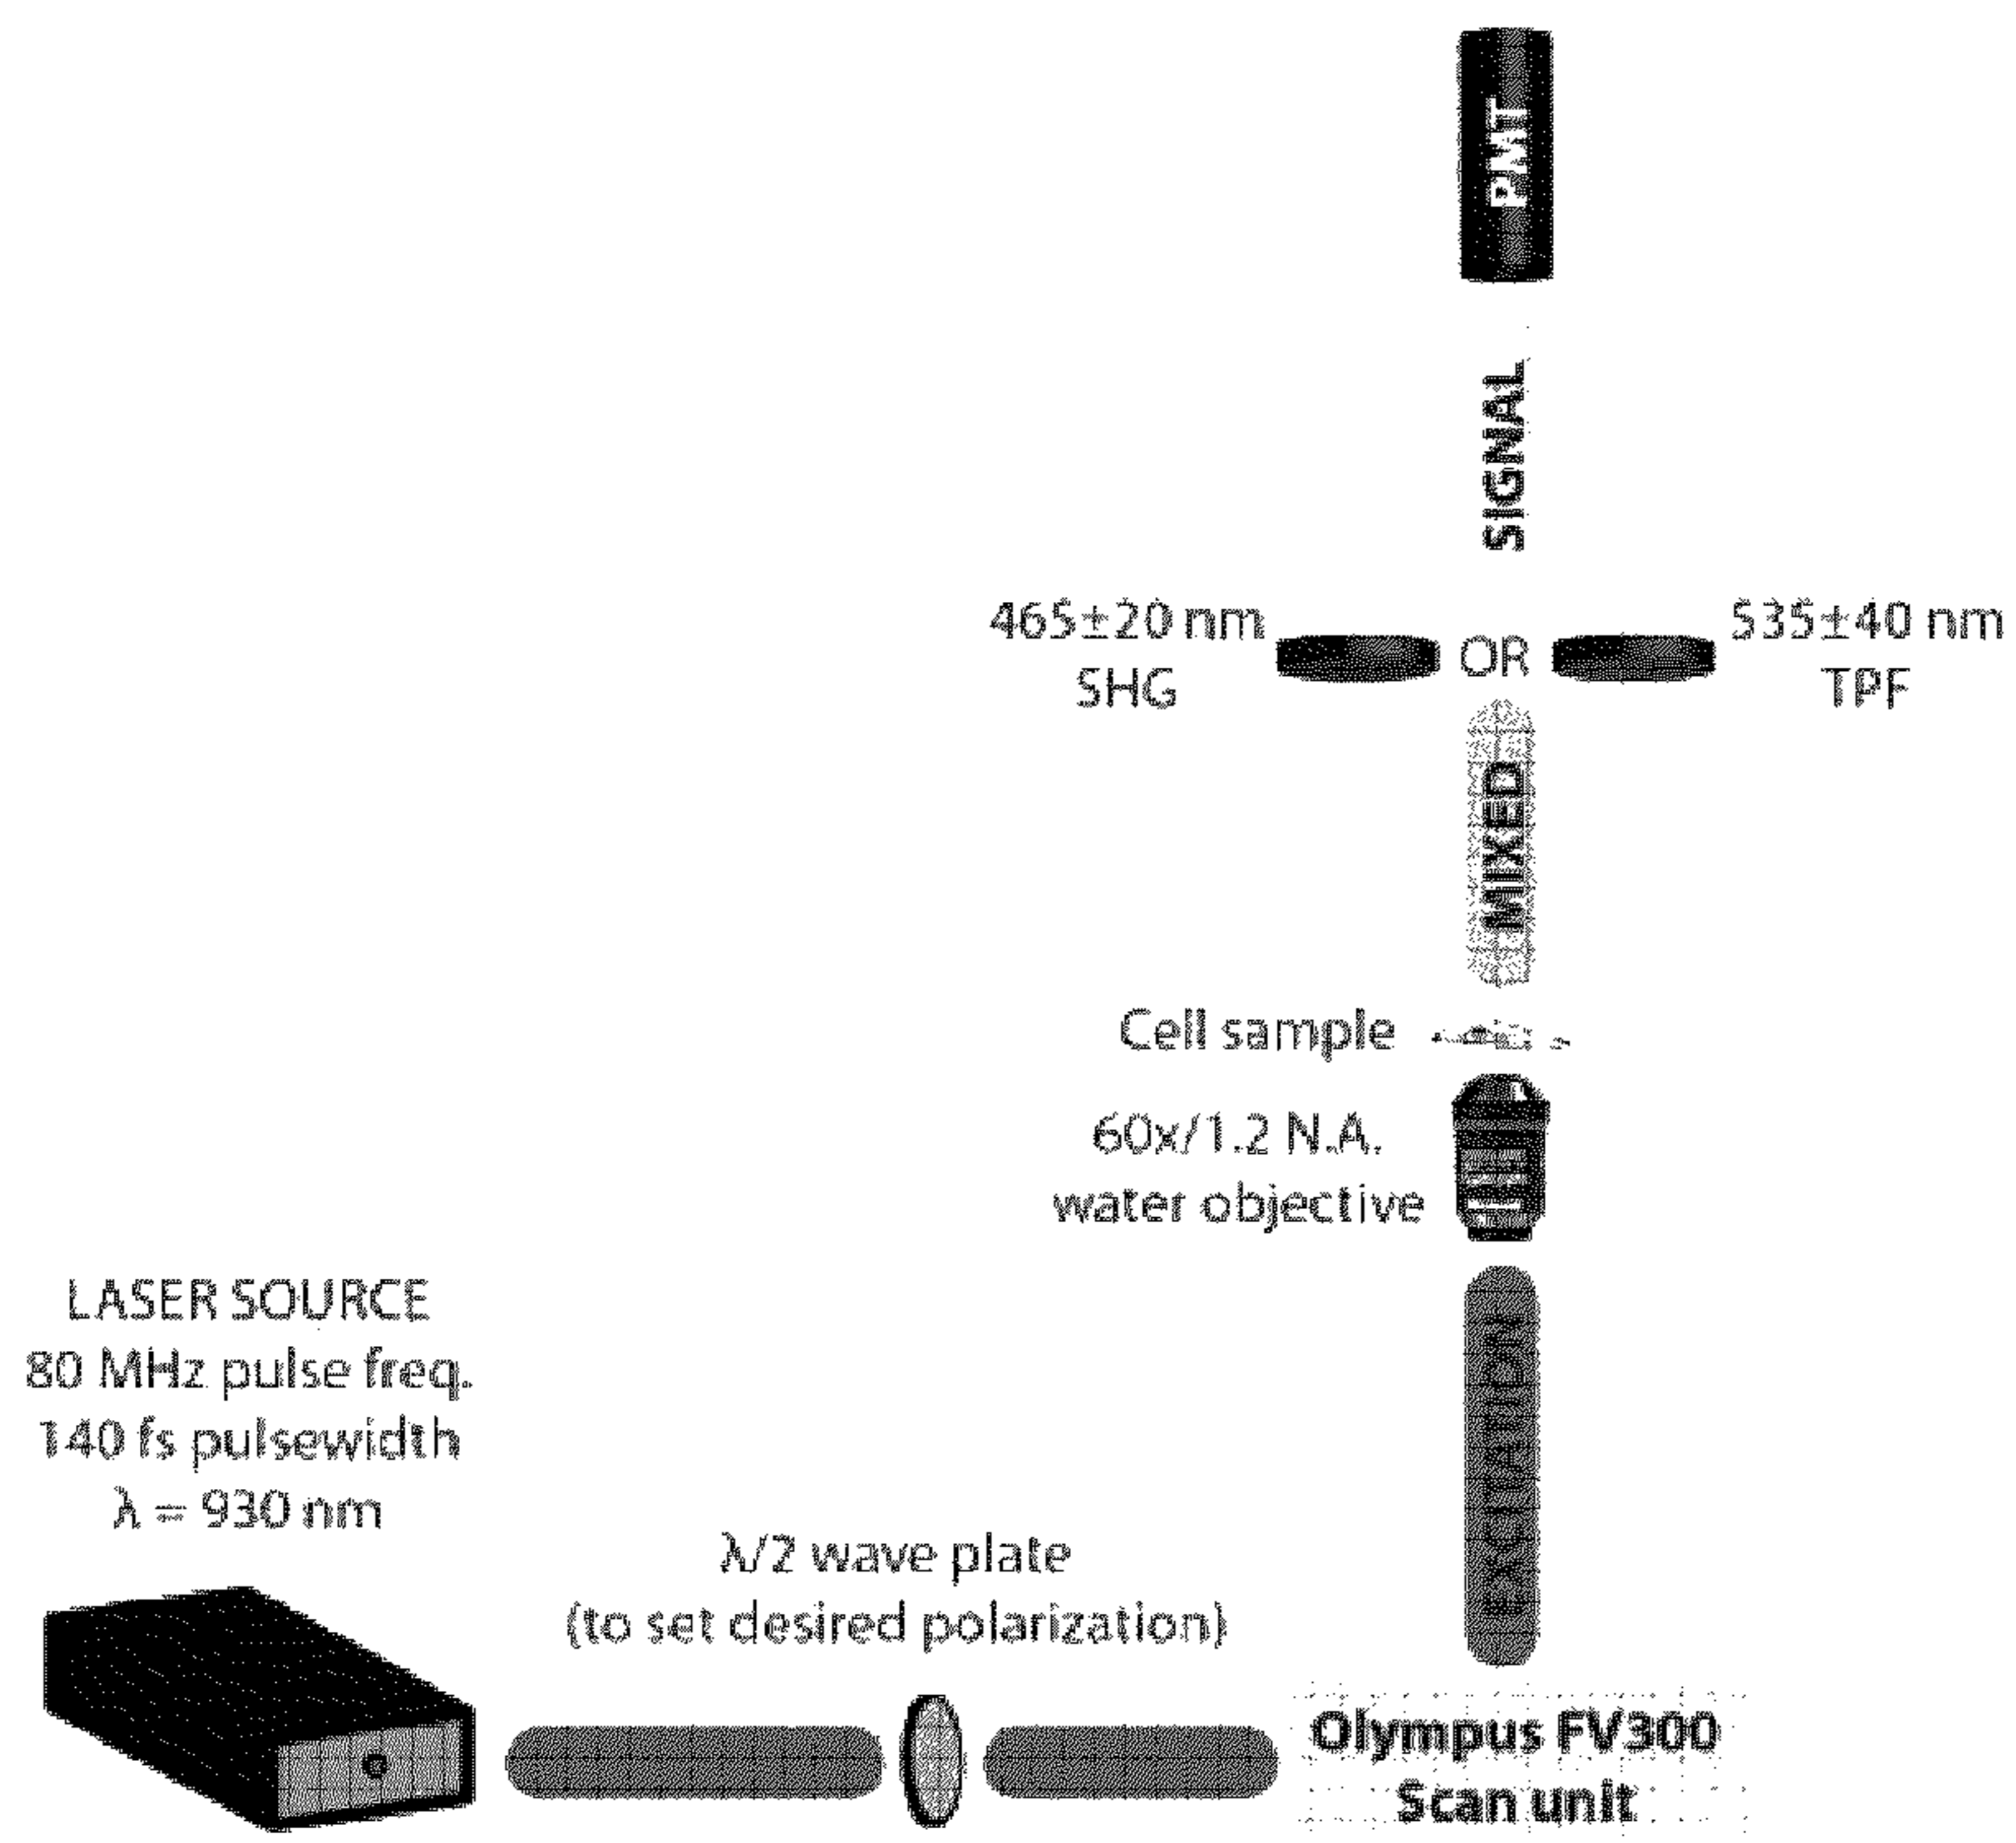 PMT
SIGNAL
465±20 nm
SHG
OR
535±40 nm
TPF
MIXED
Cell sample
60x/1.2 N.A.
water objective
EXCITATION
LASER SOURCE
80 MHz pulse freq.
140 fs pulsewidth
λ = 930 nm
λ/2 wave plate
(to set desired polarization)
Olympus FV300
Scan unit